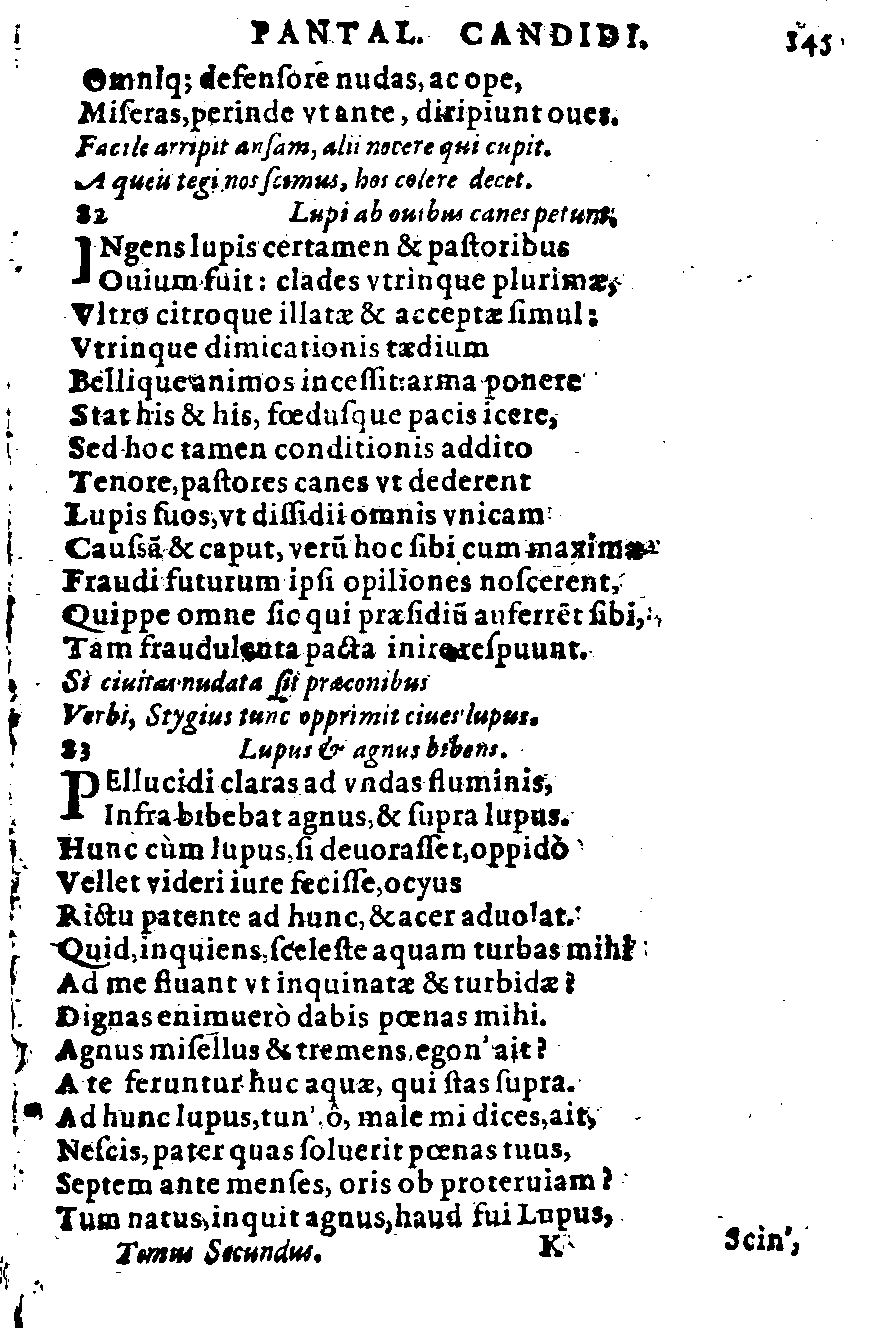 PANTAL. CANDIDI. 145
Omniq; defenſore nudas, ac ope,
Miſeras, perinde vt ante, diripiunt oues.
Facile arripit anſam, alii nocere qui cupit.
A queis tegi nos ſcimus, hos colere decet.
82 Lupi ab ouibus canes petunt.
INgens lupis certamen & paſtoribus
Ouium fuit: clades vtrinque plurimæ,
Vltro citroque illatæ & acceptæ ſimul:
Vtrinque dimicationis tædium
Bellique animos inceſſit: arma ponere
Stat his & his, fœduſque pacis icere,
Sed hoc tamen conditionis addito
Tenore, paſtores canes vt dederent
Lupis ſuos, vt diſſidii omnis vnicam
Cauſsā & caput, verū hoc ſibi cum maximæ
Fraudi futurum ipſi opiliones noſcerent,
Quippe omne ſic qui præſidiū auferrēt ſibi,
Tam fraudulenta pacta inire reſpuunt.
Si ciuitas nudata ſit præconibus
Verbi, Stygius tunc opprimit ciues lupus.
83 Lupus & agnus bibens.
PEllucidi claras ad vndas fluminis,
Infra bibebat agnus, & ſupra lupus.
Hunc cùm lupus, ſi deuoraſſet, oppidò
Vellet videri iure feciſſe, ocyus
Rictu patente ad hunc, & acer aduolat.
Quid, inquiens, ſceleſte aquam turbas mihi
Ad me fluant vt inquinatæ & turbidæ?
Dignas enimuerò dabis pœnas mihi.
Agnus miſellus & tremens, egon' ait?
A te feruntur huc aquæ, qui ſtas ſupra.
Ad hunc lupus, tun', ô, male mi dices, ait,
Neſcis, pater quas ſoluerit pœnas tuus,
Septem ante menſes, oris ob proteruiam?
Tum natus, inquit agnus, haud fui Lupus,
Tomus Secundus. K Scin',